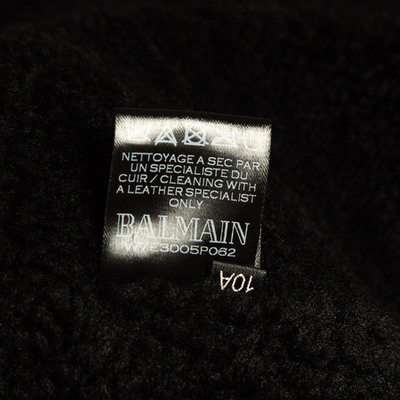 NETTOYAGE A SEC PAR
UN SPECIALISTE DU
CUIR / CLEANING WITH
A LEATHER SPECIALIST
ONLY
BALMAIN
W7E3005P062
10A